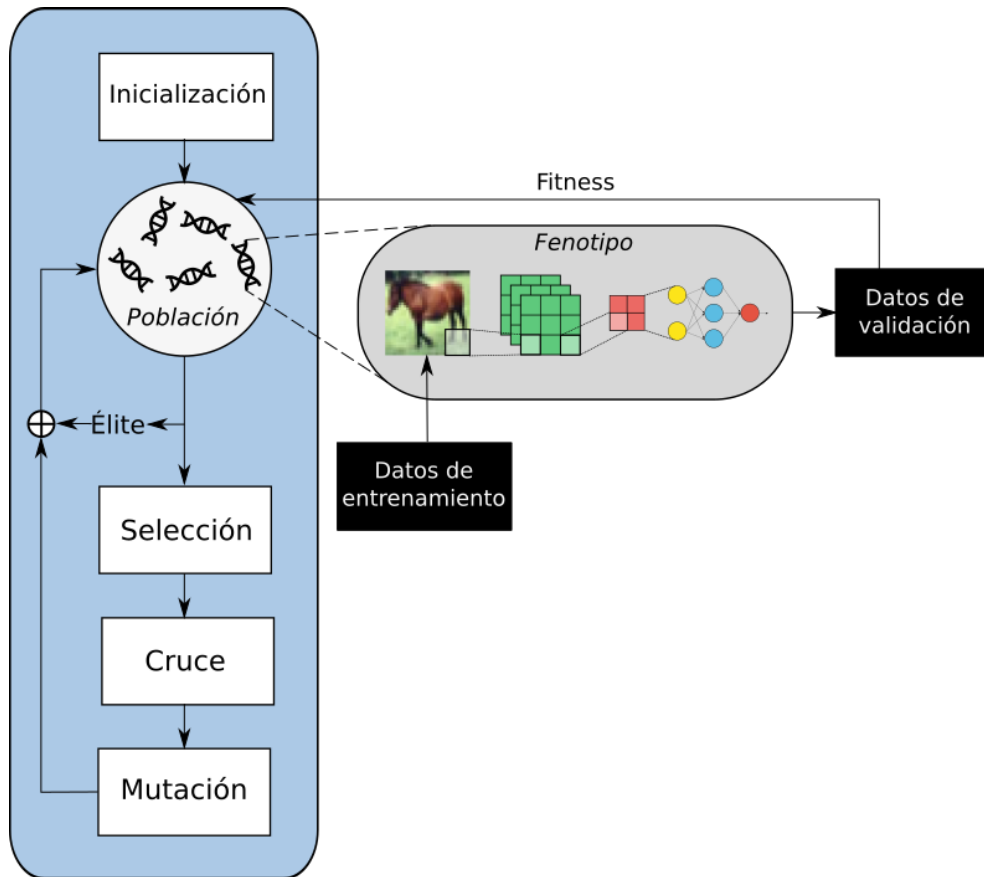 Inicialización
Fitness
Fenotipo
Población
Datos de
validación
Élite
Datos de
entrenamiento
Selección
Cruce
Mutación